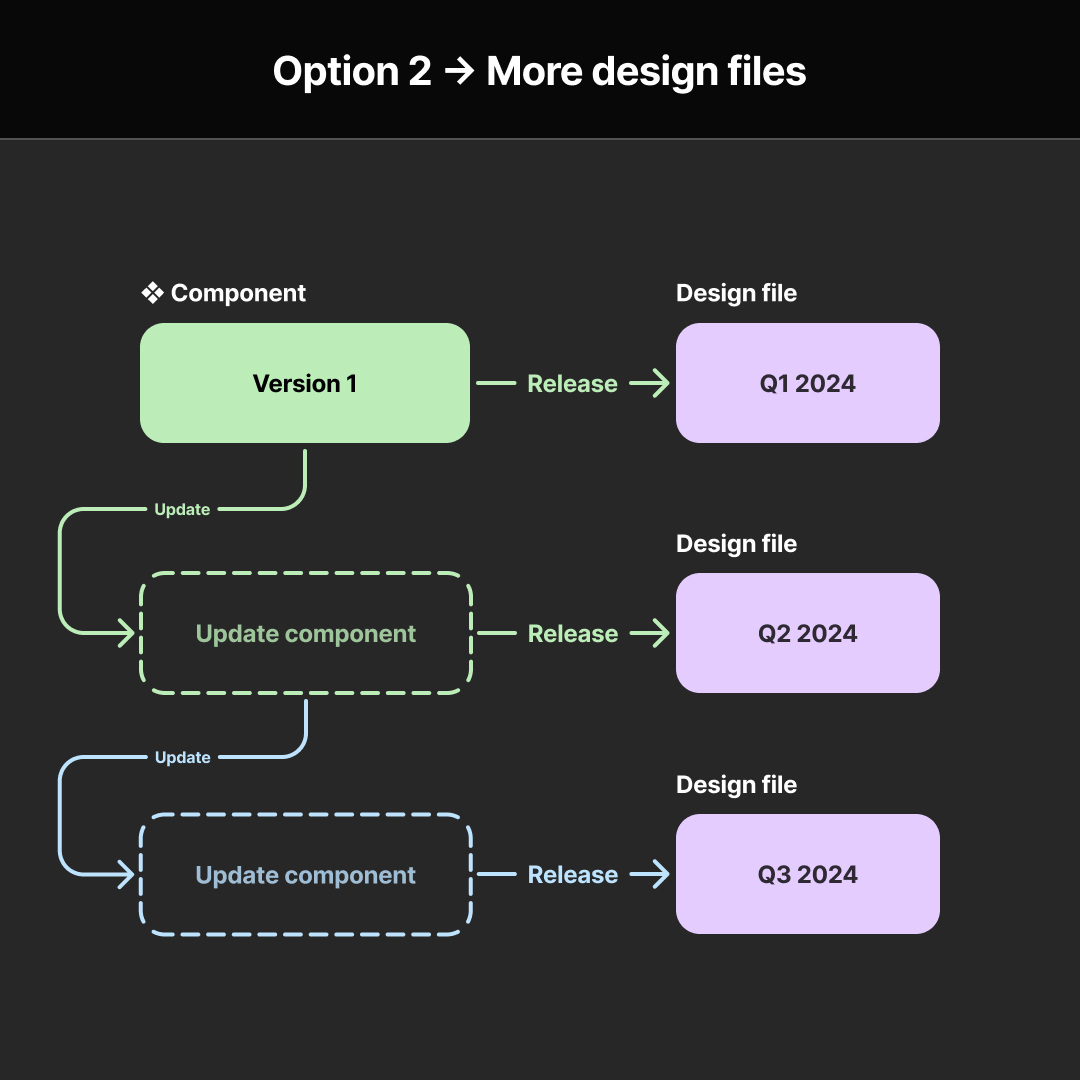 Option 2 → More design files
❖ Component
Design file
Version 1
Release
Q1 2024
Update
Design file
Update component
Release
Q2 2024
Update
Design file
Update component
Release
Q3 2024